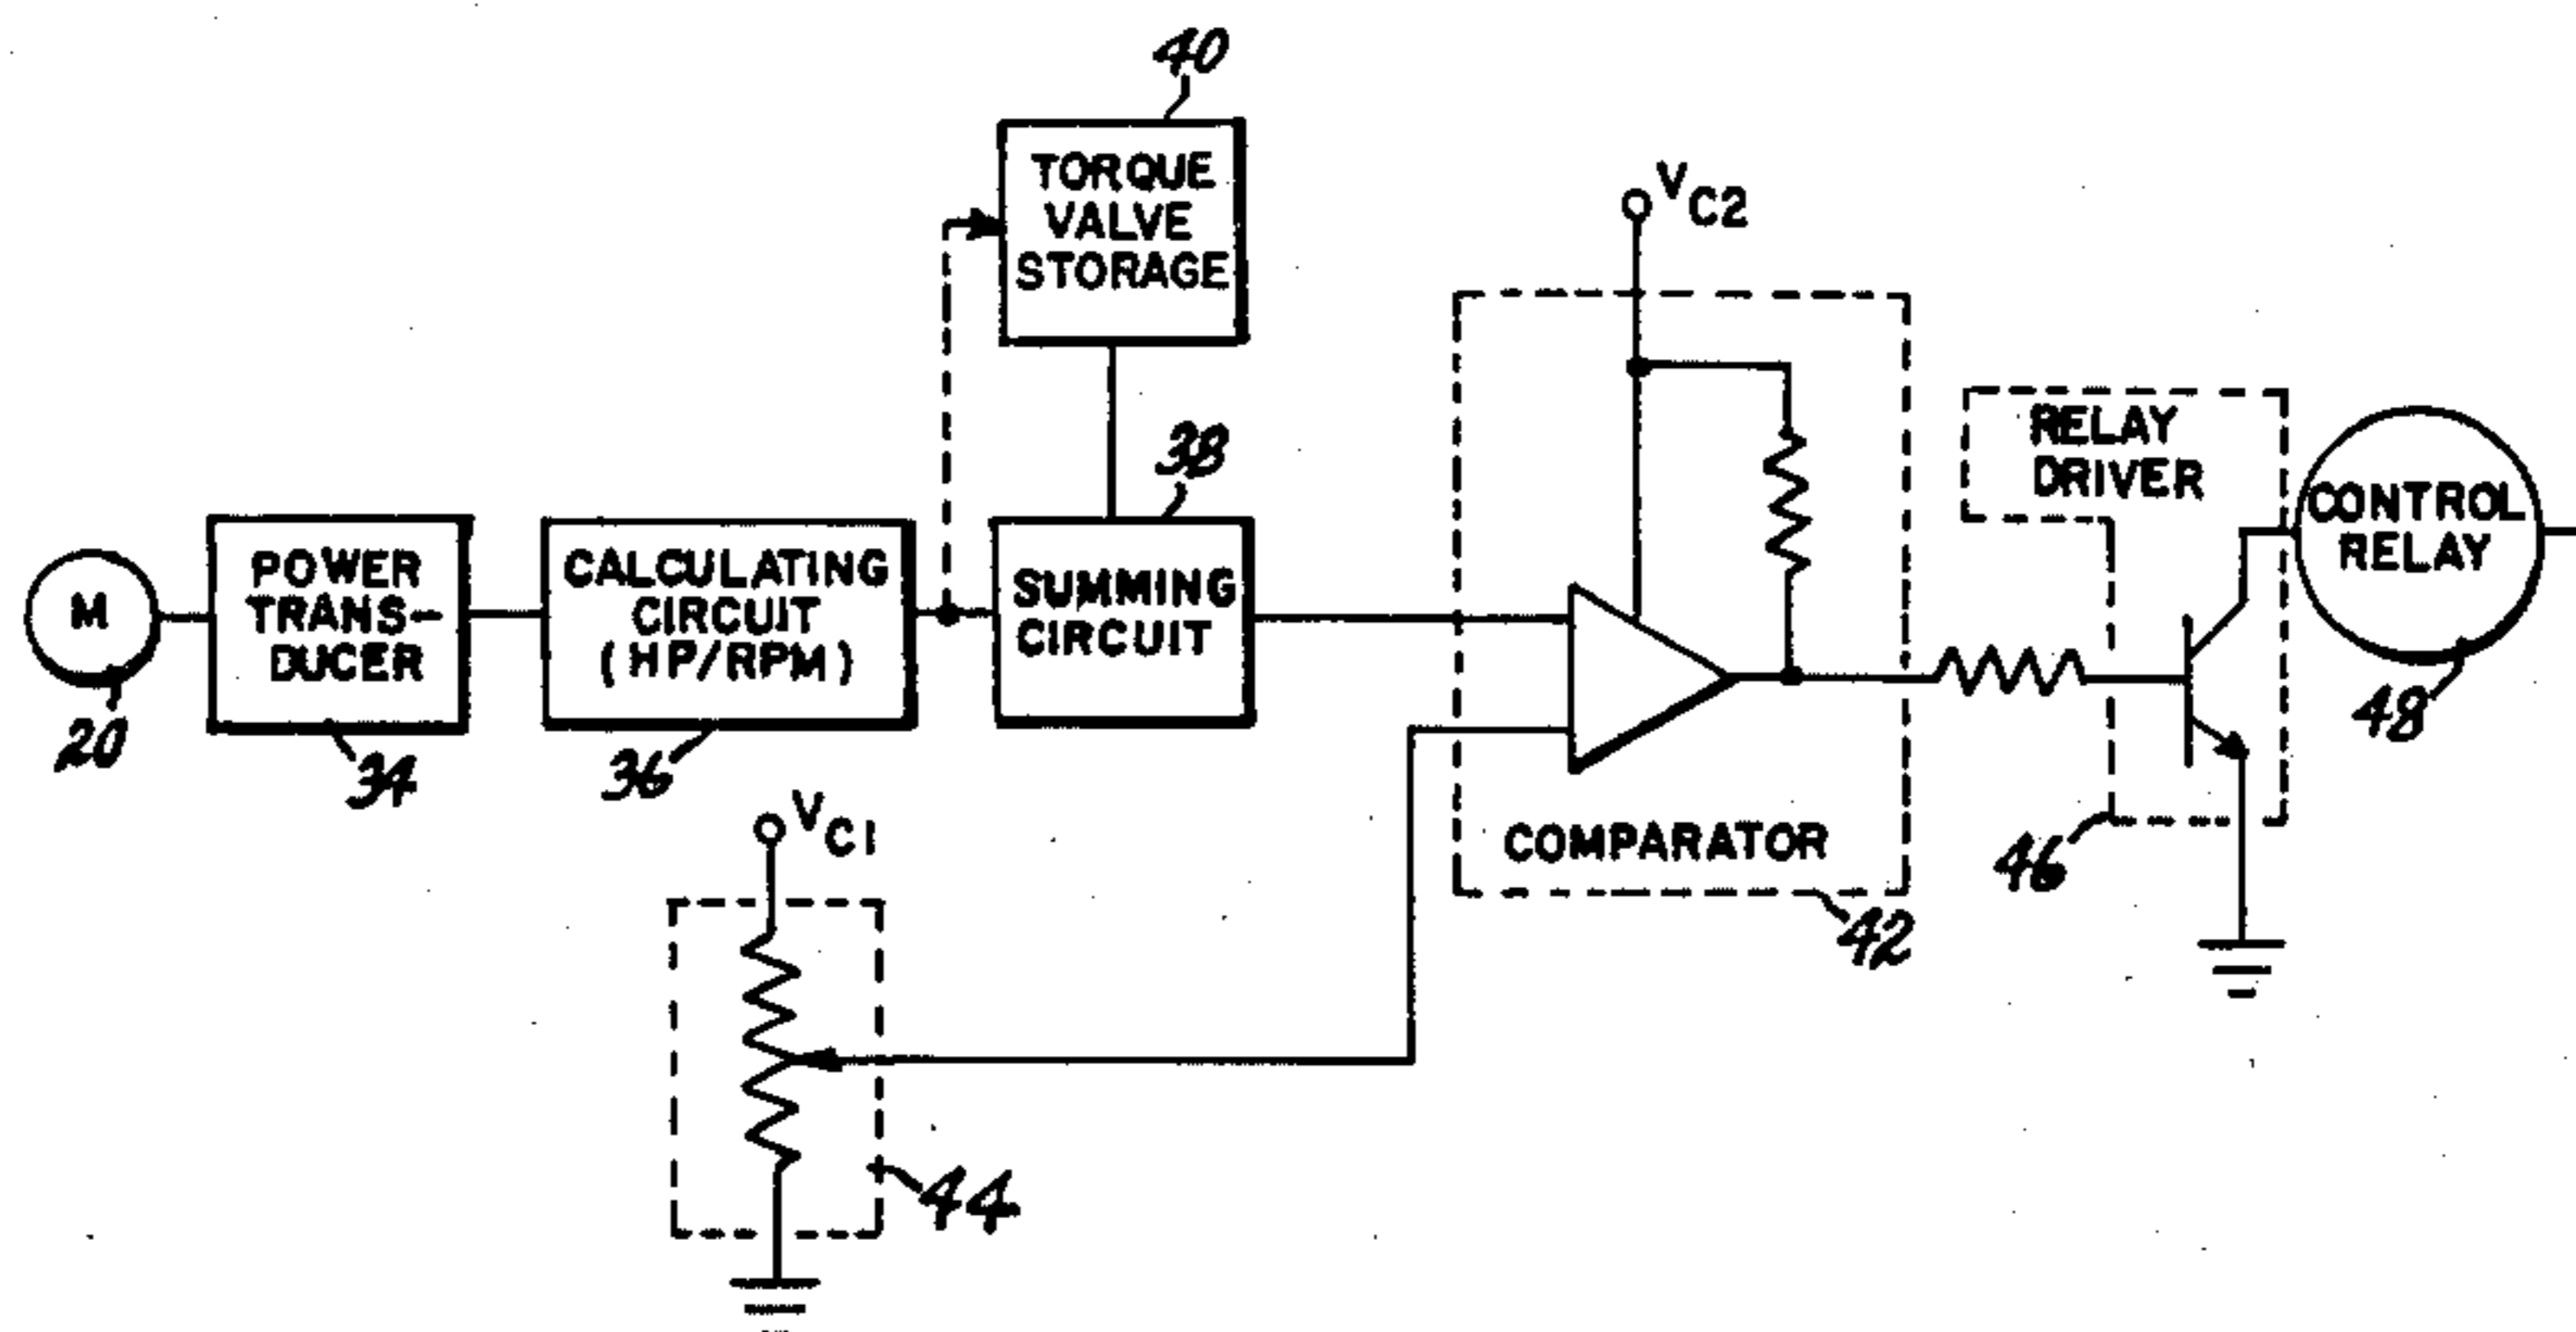 40
TORQUE
VALVE
STORAGE
VC2
38
RELAY
DRIVER
CONTROL
RELAY
48
M
20
POWER
TRANS-
DUCER
34
CALCULATING
CIRCUIT
(HP/RPM)
36
SUMMING
CIRCUIT
COMPARATOR
42
46
VC1
44